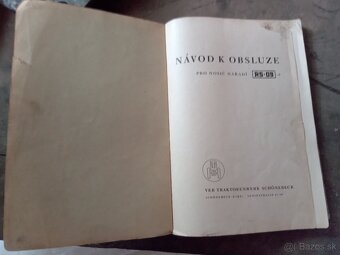 NÁVOD K OBSLUZE
PRO NOSIČ NÁŘADÍ RS-09
VEB TRAKTORENWERK SCHÖNEBECK
Bazos.sk